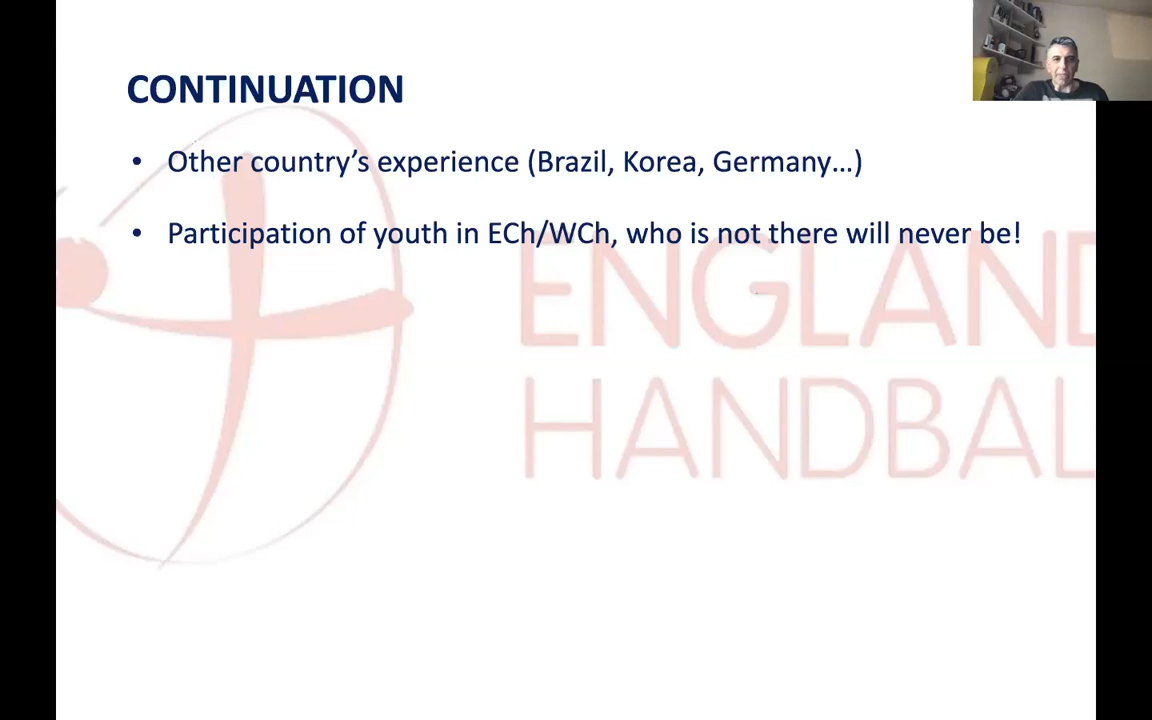 CONTINUATION
• Other country’s experience (Brazil, Korea, Germany…)
• Participation of youth in ECh/WCh, who is not there will never be!
ENGLAND
HANDBAL